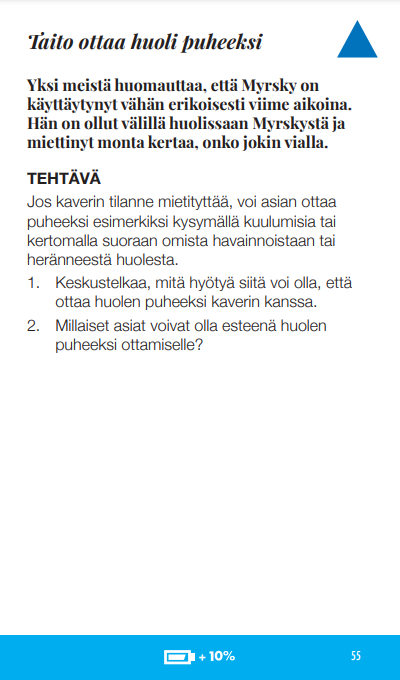 Taito ottaa huoli puheeksi
Yksi meistä huomauttaa, että Myrsky on
käyttäytynyt vähän erikoisesti viime aikoina.
Hän on ollut välillä huolissaan Myrskystä ja
miettinyt monta kertaa, onko jokin vialla.
TEHTÄVÄ
Jos kaverin tilanne mietityttää, voi asian ottaa
puheeksi esimerkiksi kysymällä kuulumisia tai
kertomalla suoraan omista havainnoistaan tai
heränneestä huolesta.
1. Keskustelkaa, mitä hyötyä siitä voi olla, että
ottaa huolen puheeksi kaverin kanssa.
2. Millaiset asiat voivat olla esteenä huolen
puheeksi ottamiselle?
+ 10%
55